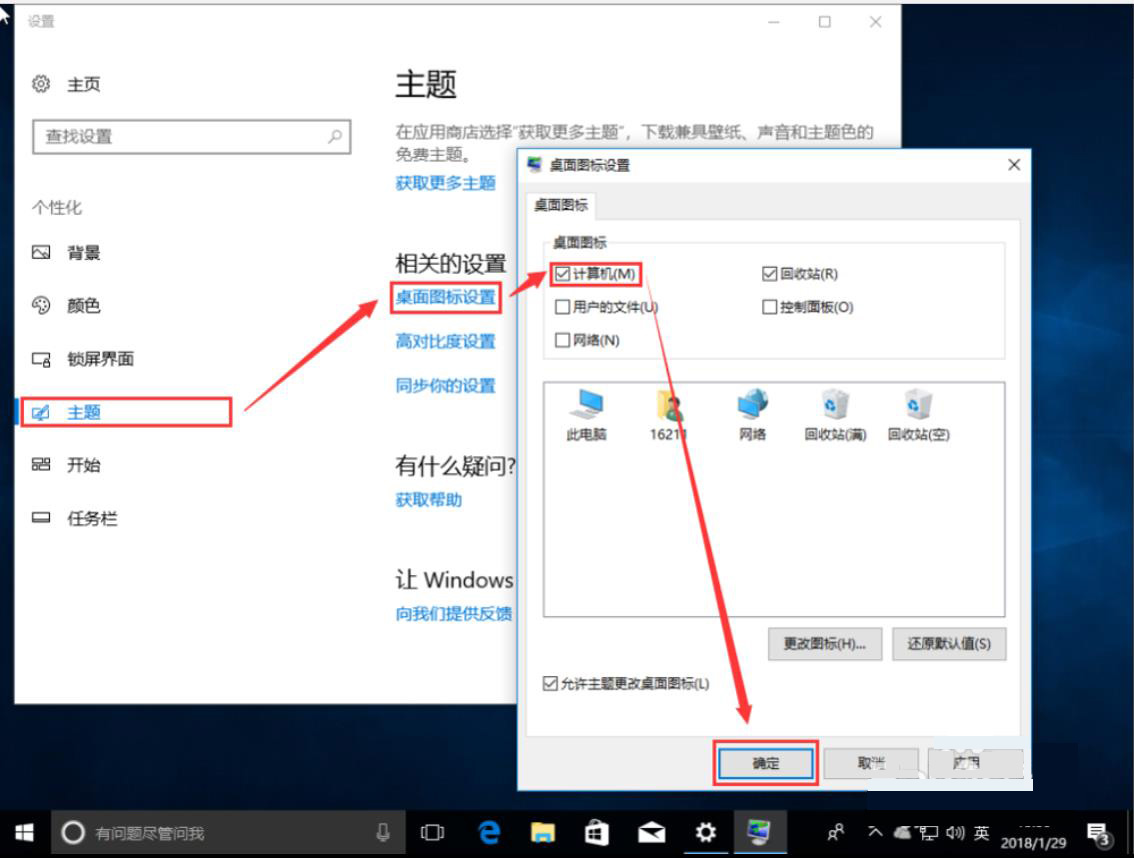 设置
主页
查找设置
个性化
背景
颜色
锁屏界面
主题
开始
任务栏
主题
在应用商店选择"获取更多主题"，下载兼具壁纸、声音和主题色的
免费主题。
获取更多主题
相关的设置
桌面图标设置
高对比度设置
同步你的设置
有什么疑问?
获取帮助
让 Windows
向我们提供反馈
桌面图标设置
桌面图标
桌面图标
计算机(M)
回收站(R)
用户的文件(U)
控制面板(O)
网络(N)
此电脑
16211
网络
回收站(满)
回收站(空)
更改图标(H)...
还原默认值(S)
允许主题更改桌面图标(L)
确定
取消
应用
有问题尽管问我
英
2018/1/29
3